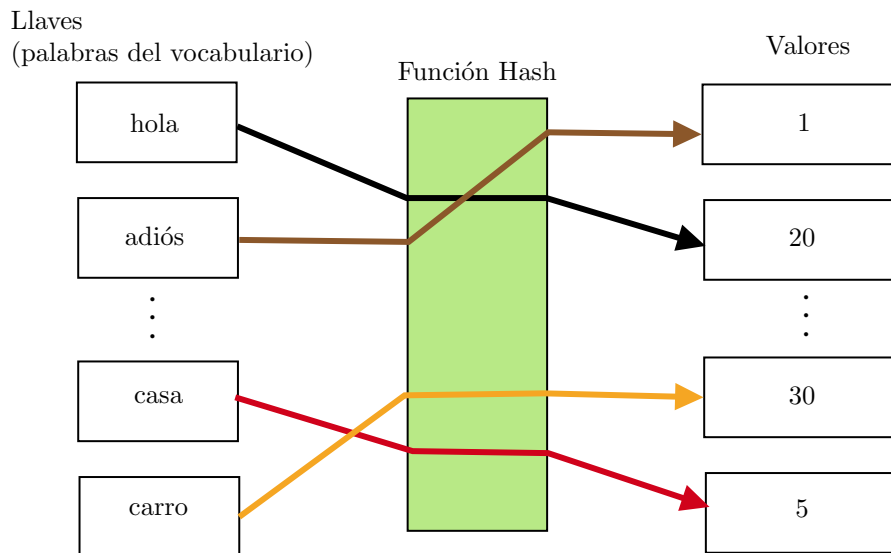 Llaves
(palabras del vocabulario)
Función Hash
Valores
hola
1
adiós
20
casa
30
carro
5